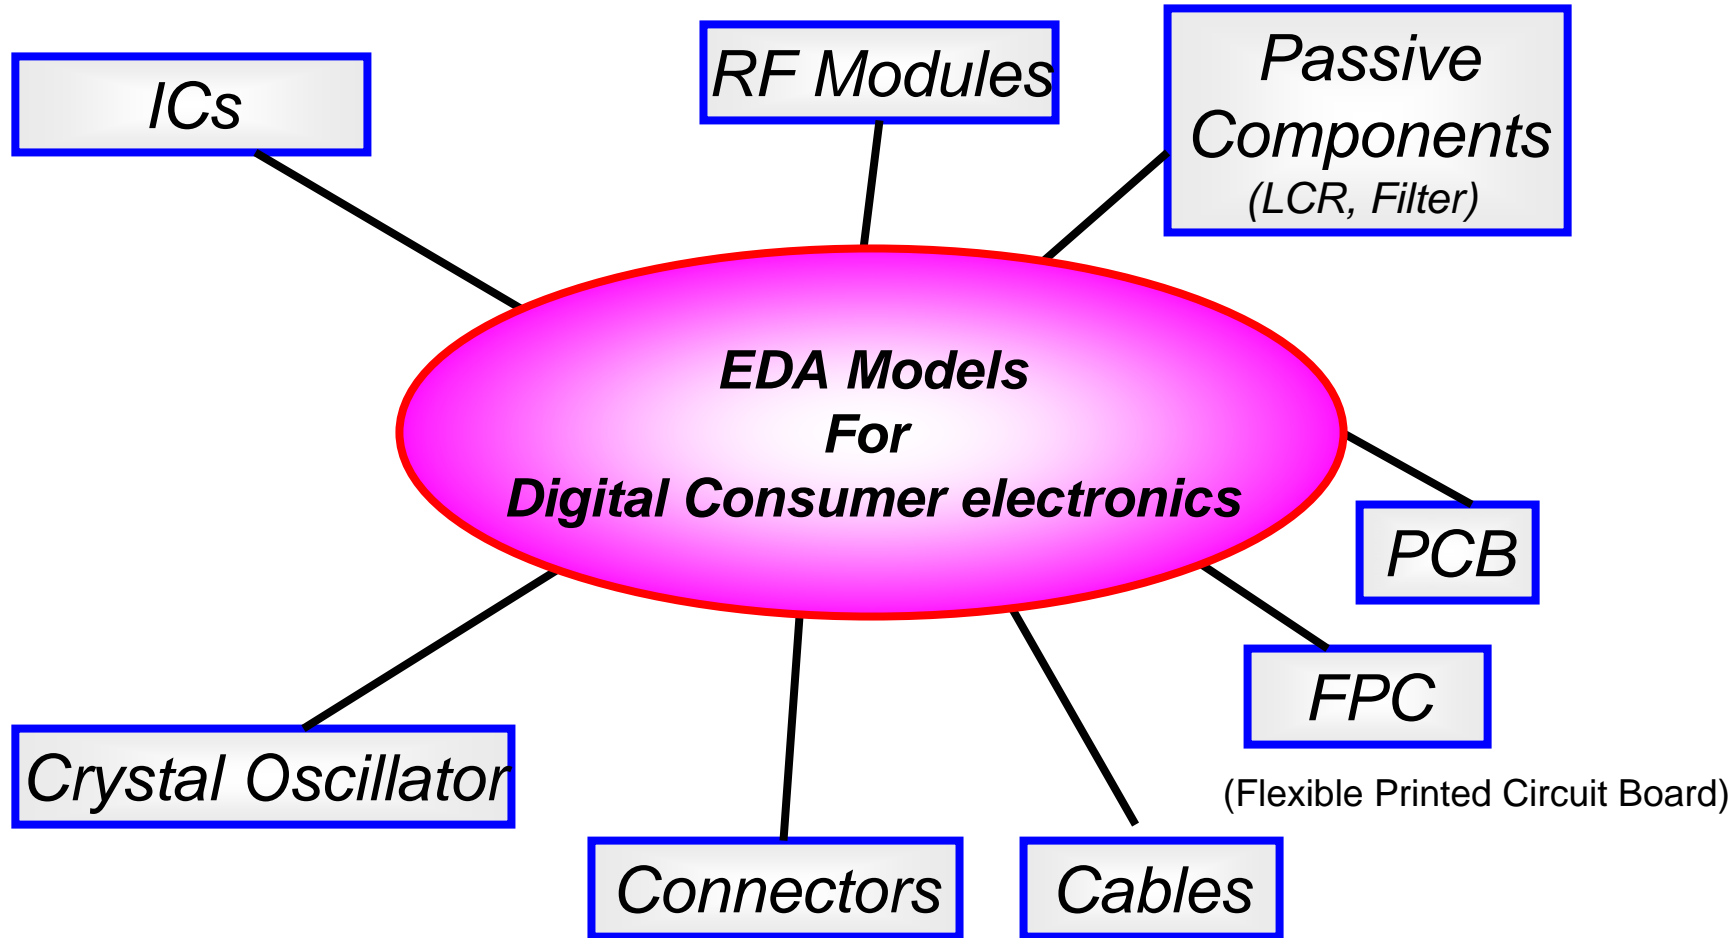 ICs
RF Modules
Passive
Components
(LCR, Filter)
EDA Models
For
Digital Consumer electronics
PCB
FPC
(Flexible Printed Circuit Board)
Crystal Oscillator
Connectors
Cables